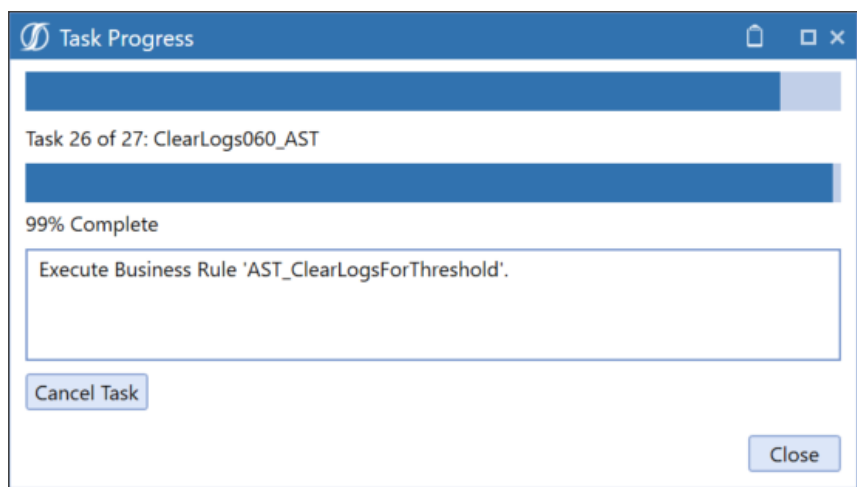 Task Progress
Task 26 of 27: ClearLogs060_AST
99% Complete
Execute Business Rule 'AST_ClearLogsForThreshold'.
Cancel Task
Close